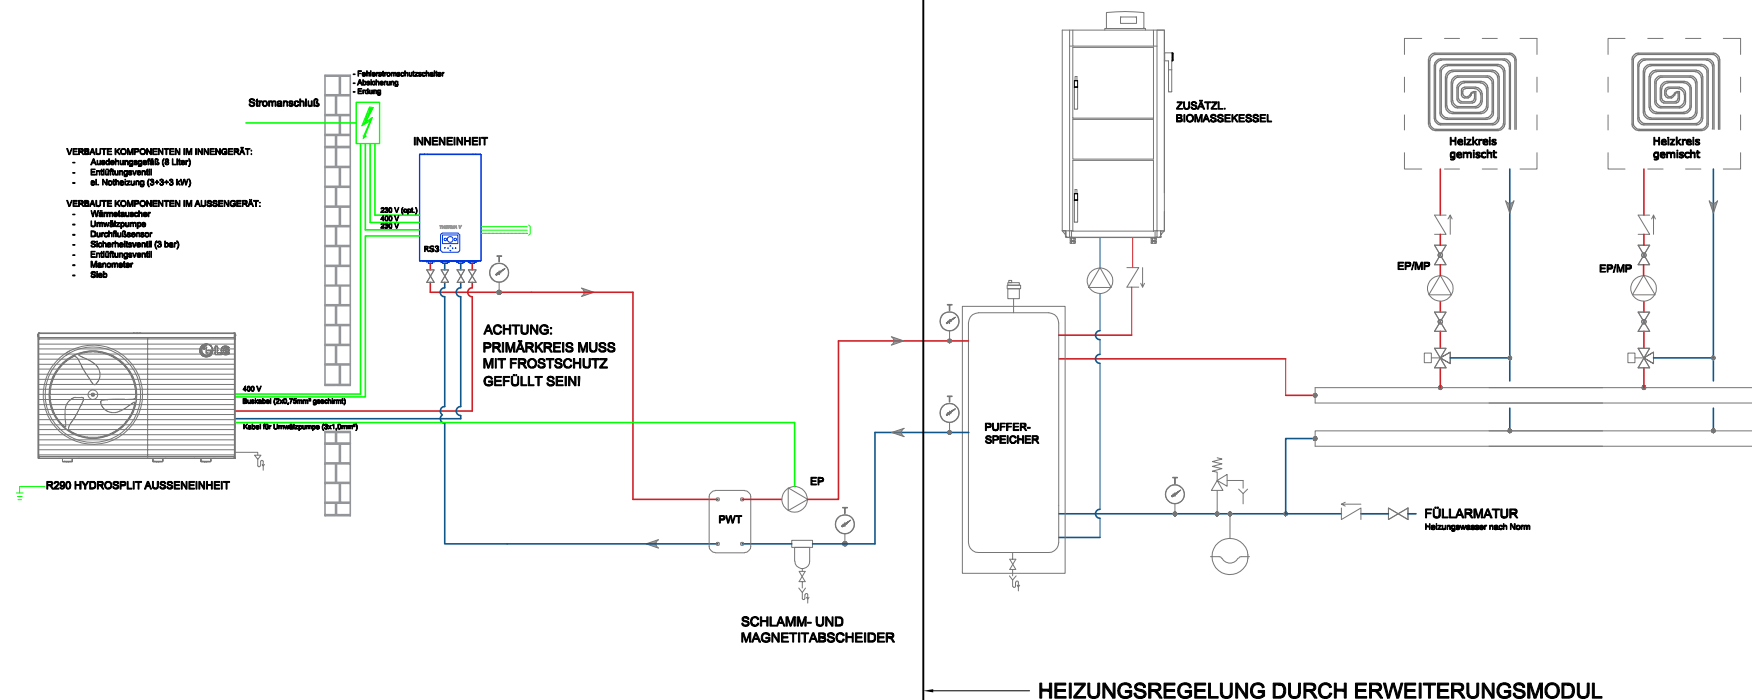 - Fehlerstromschutzschalter
- Absicherung
- Erdung
Stromanschluß
INNENEINHEIT
VERBAUTE KOMPONENTEN IM INNENGERÄT:
- Ausdehungsgefäß (8 Liter)
- Entlüftungsventil
- el. Notheizung (3+3+3 kW)
VERBAUTE KOMPONENTEN IM AUSSENGERÄT:
- Wärmetauscher
- Umwälzpumpe
- Durchflußsensor
- Sicherheitsventil (3 bar)
- Entlüftungsventil
- Manometer
- Sieb
230 V (opt.)
400 V
230 V
THERMA V
RS3
T
ACHTUNG:
PRIMÄRKREIS MUSS
MIT FROSTSCHUTZ
GEFÜLLT SEIN!
LG
400 V
Buskabel (2x0,75mm² geschirmt)
Kabel für Umwälzpumpe (3x1,0mm²)
R290 HYDROSPLIT AUSSENEINHEIT
PWT
EP
T
SCHLAMM- UND
MAGNETITABSCHEIDER
ZUSÄTZL.
BIOMASSEKESSEL
T
T
PUFFER-
SPEICHER
T
Heizkreis
gemischt
Heizkreis
gemischt
EP/MP
EP/MP
FÜLLARMATUR
Heizungswasser nach Norm
HEIZUNGSREGELUNG DURCH ERWEITERUNGSMODUL